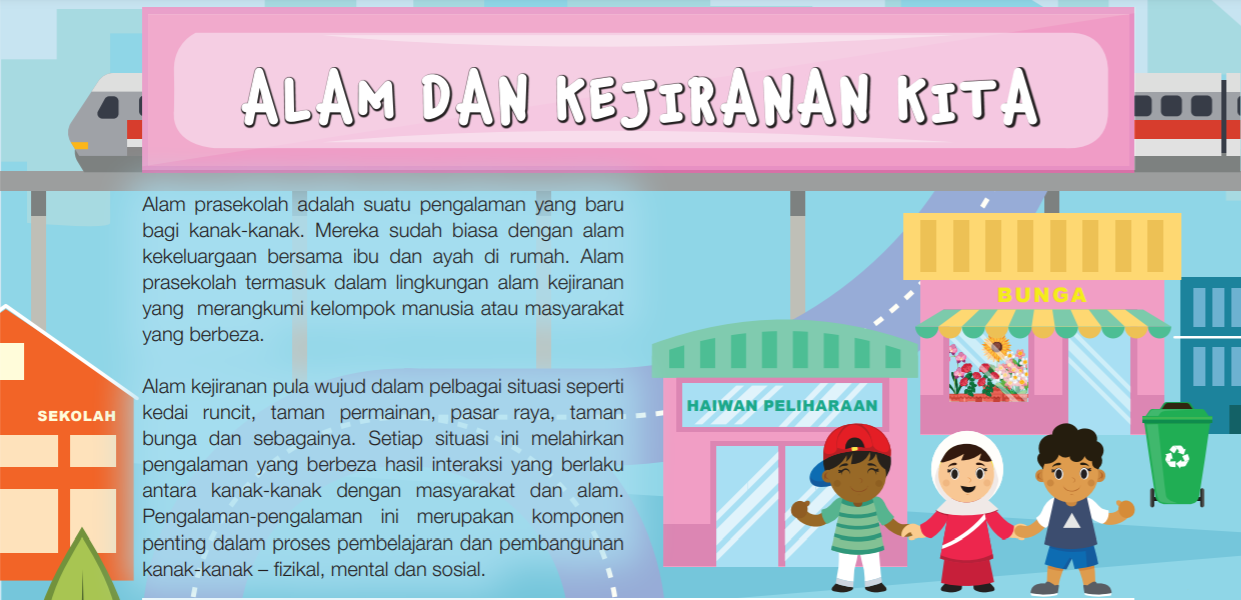 ALAM DAN KEJIRANAN KITA
Alam prasekolah adalah suatu pengalaman yang baru
bagi kanak-kanak. Mereka sudah biasa dengan alam
kekeluargaan bersama ibu dan ayah di rumah. Alam
prasekolah termasuk dalam lingkungan alam kejiranan
yang merangkumi kelompok manusia atau masyarakat
yang berbeza.
Alam kejiranan pula wujud dalam pelbagai situasi seperti
kedai runcit, taman permainan, pasar raya, taman
bunga dan sebagainya. Setiap situasi ini melahirkan
pengalaman yang berbeza hasil interaksi yang berlaku
antara kanak-kanak dengan masyarakat dan alam.
Pengalaman-pengalaman ini merupakan komponen
penting dalam proses pembelajaran dan pembangunan
kanak-kanak – fizikal, mental dan sosial.
SEKOLAH
HAIWAN PELIHARAAN
BUNGA